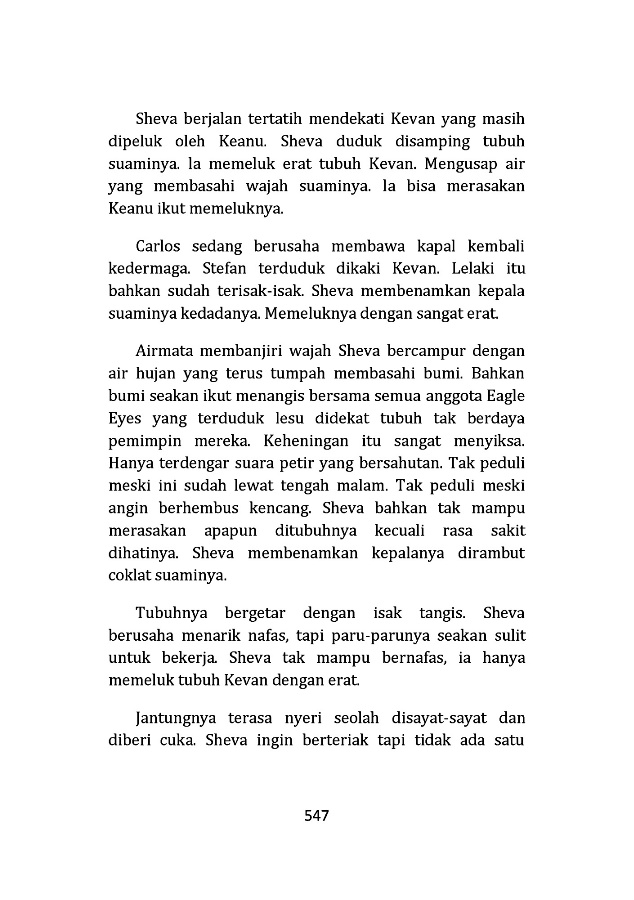 Sheva berjalan tertatih mendekati Kevan yang masih
dipeluk oleh Keanu. Sheva duduk disamping tubuh
suaminya. Ia memeluk erat tubuh Kevan. Mengusap air
yang membasahi wajah suaminya. Ia bisa merasakan
Keanu ikut memeluknya.
Carlos sedang berusaha membawa kapal kembali
kedermaga. Stefan terduduk dikaki Kevan. Lelaki itu
bahkan sudah terisak-isak. Sheva membenamkan kepala
suaminya kedadanya. Memeluknya dengan sangat erat.
Airmata membanjiri wajah Sheva bercampur dengan
air hujan yang terus tumpah membasahi bumi. Bahkan
bumi seakan ikut menangis bersama semua anggota Eagle
Eyes yang terduduk lesu didekat tubuh tak berdaya
pemimpin mereka. Keheningan itu sangat menyiksa.
Hanya terdengar suara petir yang bersahutan. Tak peduli
meski ini sudah lewat tengah malam. Tak peduli meski
angin berhembus kencang. Sheva bahkan tak mampu
merasakan apapun ditubuhnya kecuali rasa sakit
dihatinya. Sheva membenamkan kepalanya dirambut
coklat suaminya.
Tubuhnya bergetar dengan isak tangis. Sheva
berusaha menarik nafas, tapi paru-parunya seakan sulit
untuk bekerja. Sheva tak mampu bernafas, ia hanya
memeluk tubuh Kevan dengan erat.
Jantungnya terasa nyeri seolah disayat-sayat dan
diberi cuka. Sheva ingin berteriak tapi tidak ada satu
547